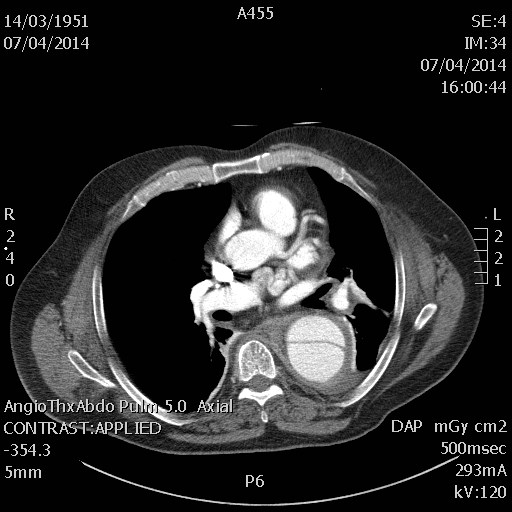 14/03/1951
07/04/2014
A455
SE:4
IM:34
07/04/2014
16:00:44
R
2
.
4
0
L
2
2
1
AngioThxAbdo Pulm 5.0 Axial
CONTRAST:APPLIED
-354.3
5mm
P6
DAP mGy cm2
500msec
293mA
kV:120